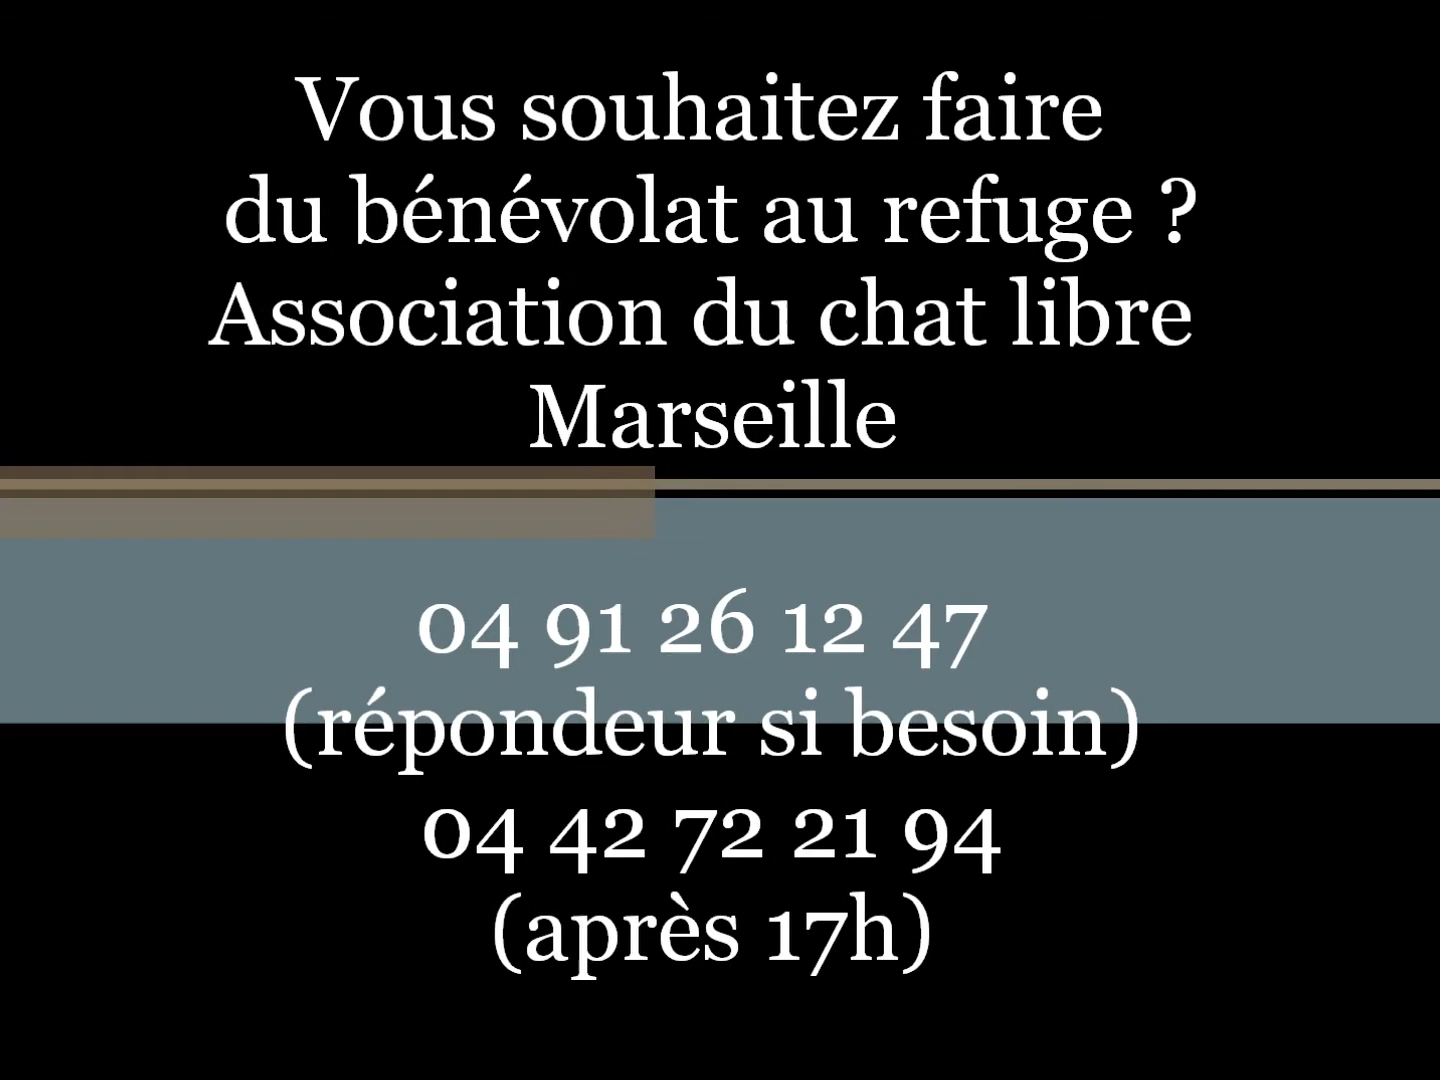 Vous souhaitez faire
du bénévolat au refuge ?
Association du chat libre
Marseille
04 91 26 12 47
(répondeur si besoin)
04 42 72 21 94
(après 17h)